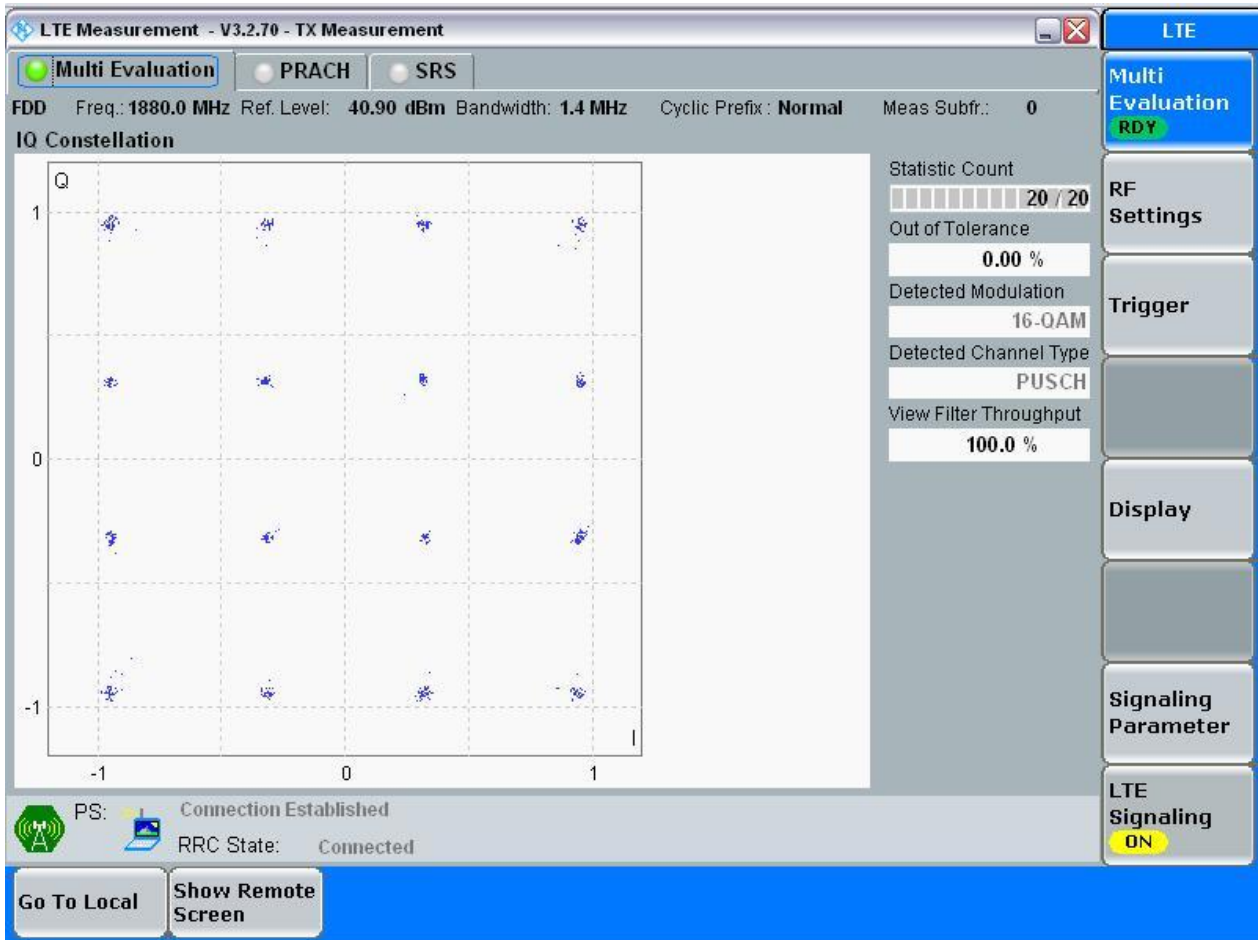 LTE Measurement - V3.2.70 - TX Measurement
LTE
Multi Evaluation PRACH SRS
FDD Freq.: 1880.0 MHz Ref. Level: 40.90 dBm Bandwidth: 1.4 MHz Cyclic Prefix : Normal Meas Subfr.: 0
IQ Constellation
Q
1
0
-1
I
-1 0 1
Statistic Count
20 / 20
Out of Tolerance
0.00 %
Detected Modulation
16-QAM
Detected Channel Type
PUSCH
View Filter Throughput
100.0 %
Multi
Evaluation
RDY
RF
Settings
Trigger
Display
Signaling
Parameter
LTE
Signaling
ON
PS: Connection Established
RRC State: Connected
Go To Local
Show Remote
Screen